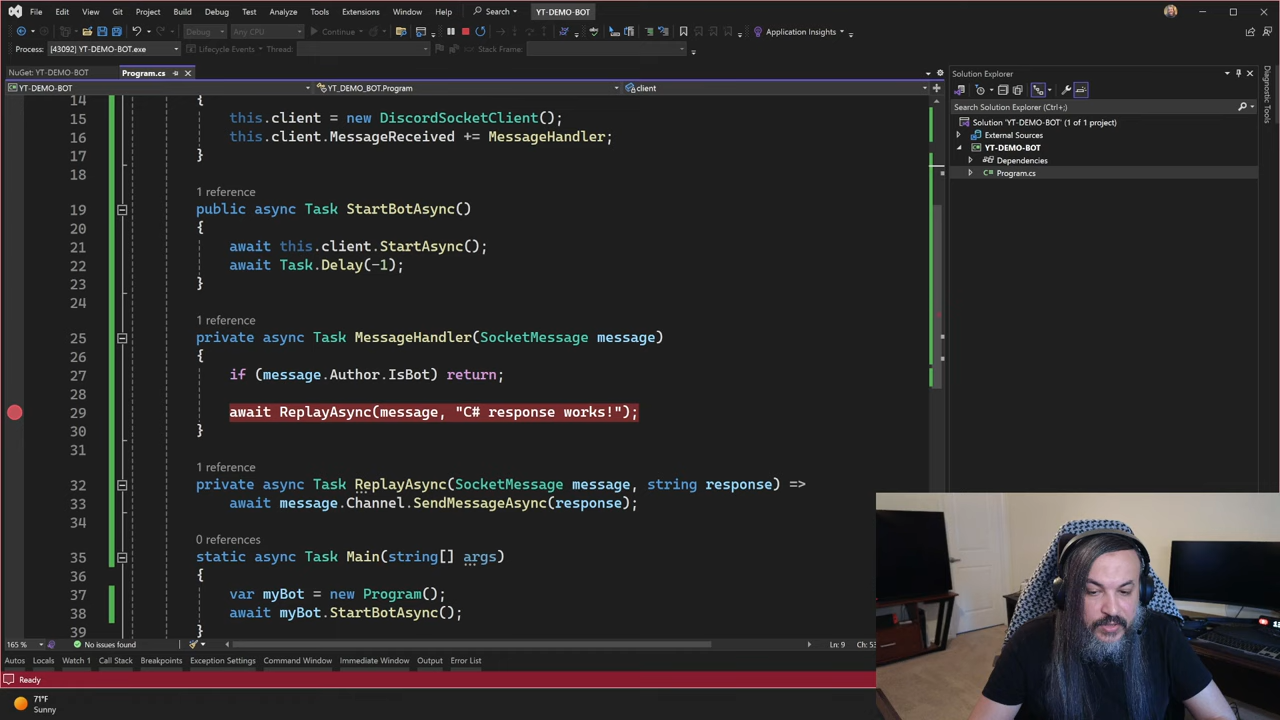 File Edit View Git Project Build Debug Test Analyze Tools Extensions Window Help Search YT-DEMO-BOT
Debug Any CPU Continue Application Insights
Process: [43092] YT-DEMO-BOT.exe Lifecycle Events Thread: Stack Frame:
NuGet: YT-DEMO-BOT Program.cs
YT-DEMO-BOT YT_DEMO_BOT.Program client
14 {
15 this.client = new DiscordSocketClient();
16 this.client.MessageReceived += MessageHandler;
17 }
18
1 reference
19 public async Task StartBotAsync()
20 {
21 await this.client.StartAsync();
22 await Task.Delay(-1);
23 }
24
1 reference
25 private async Task MessageHandler(SocketMessage message)
26 {
27 if (message.Author.IsBot) return;
28
29 await ReplayAsync(message, "C# response works!");
30 }
31
1 reference
32 private async Task ReplayAsync(SocketMessage message, string response) =>
33 await message.Channel.SendMessageAsync(response);
34
0 references
35 static async Task Main(string[] args)
36 {
37 var myBot = new Program();
38 await myBot.StartBotAsync();
39 }
165 % No issues found Ln: 9 Ch: 53
Autos Locals Watch 1 Call Stack Breakpoints Exception Settings Command Window Immediate Window Output Error List
Ready
71°F
Sunny
Solution Explorer
Search Solution Explorer (Ctrl+;)
Solution 'YT-DEMO-BOT' (1 of 1 project)
External Sources
YT-DEMO-BOT
Dependencies
C# Program.cs
Diagnostic Tools